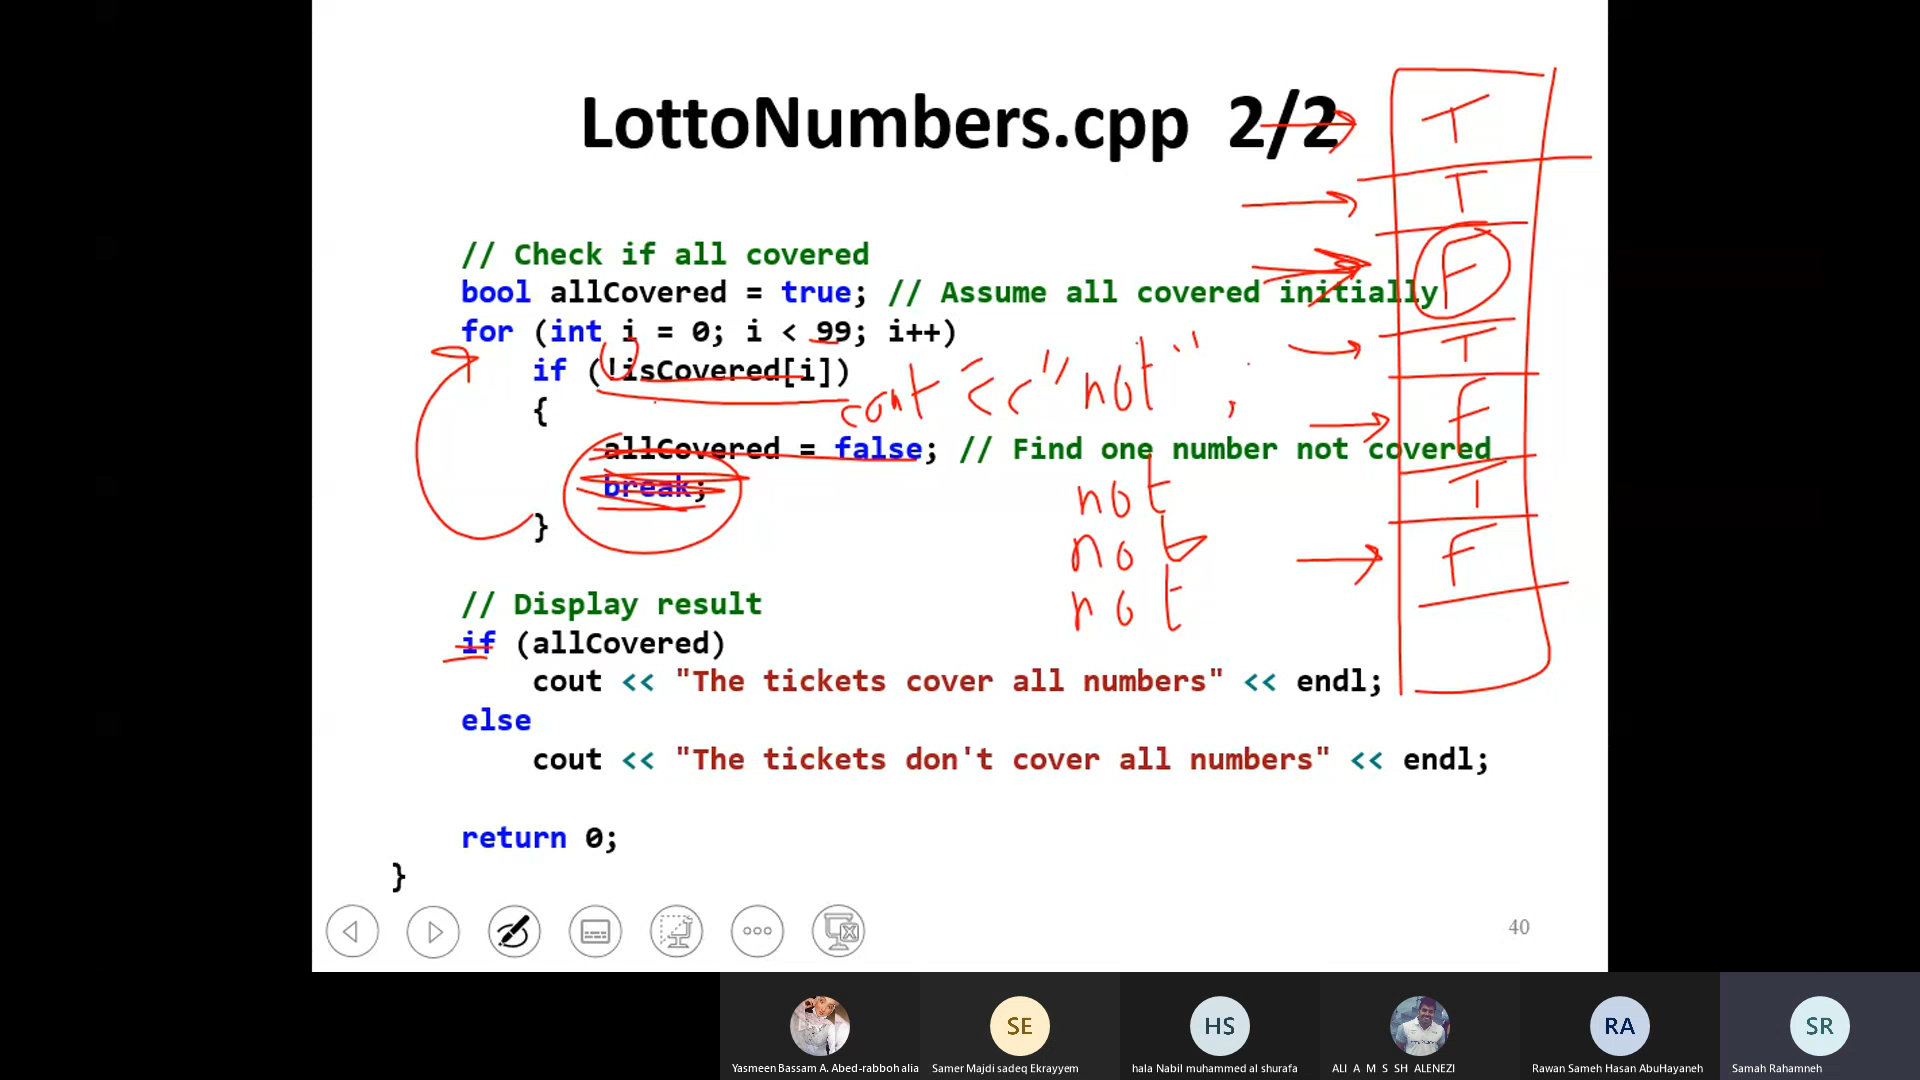 LottoNumbers.cpp 2/2
T
T
// Check if all covered
F
bool allCovered = true; // Assume all covered initially
for (int i = 0; i < 99; i++)
T
if (!isCovered[i])
cout << "not" ;
{
F
allCovered = false; // Find one number not covered
break;
not
T
}
not
F
// Display result
not
if (allCovered)
cout << "The tickets cover all numbers" << endl;
else
cout << "The tickets don't cover all numbers" << endl;
return 0;
}
40
SE
HS
RA
SR
Yasmeen Bassam A. Abed-rabboh alia
Samer Majdi sadeq Ekrayyem
hala Nabil muhammed al shurafa
ALI A M S SH ALENEZI
Rawan Sameh Hasan AbuHayaneh
Samah Rahamneh